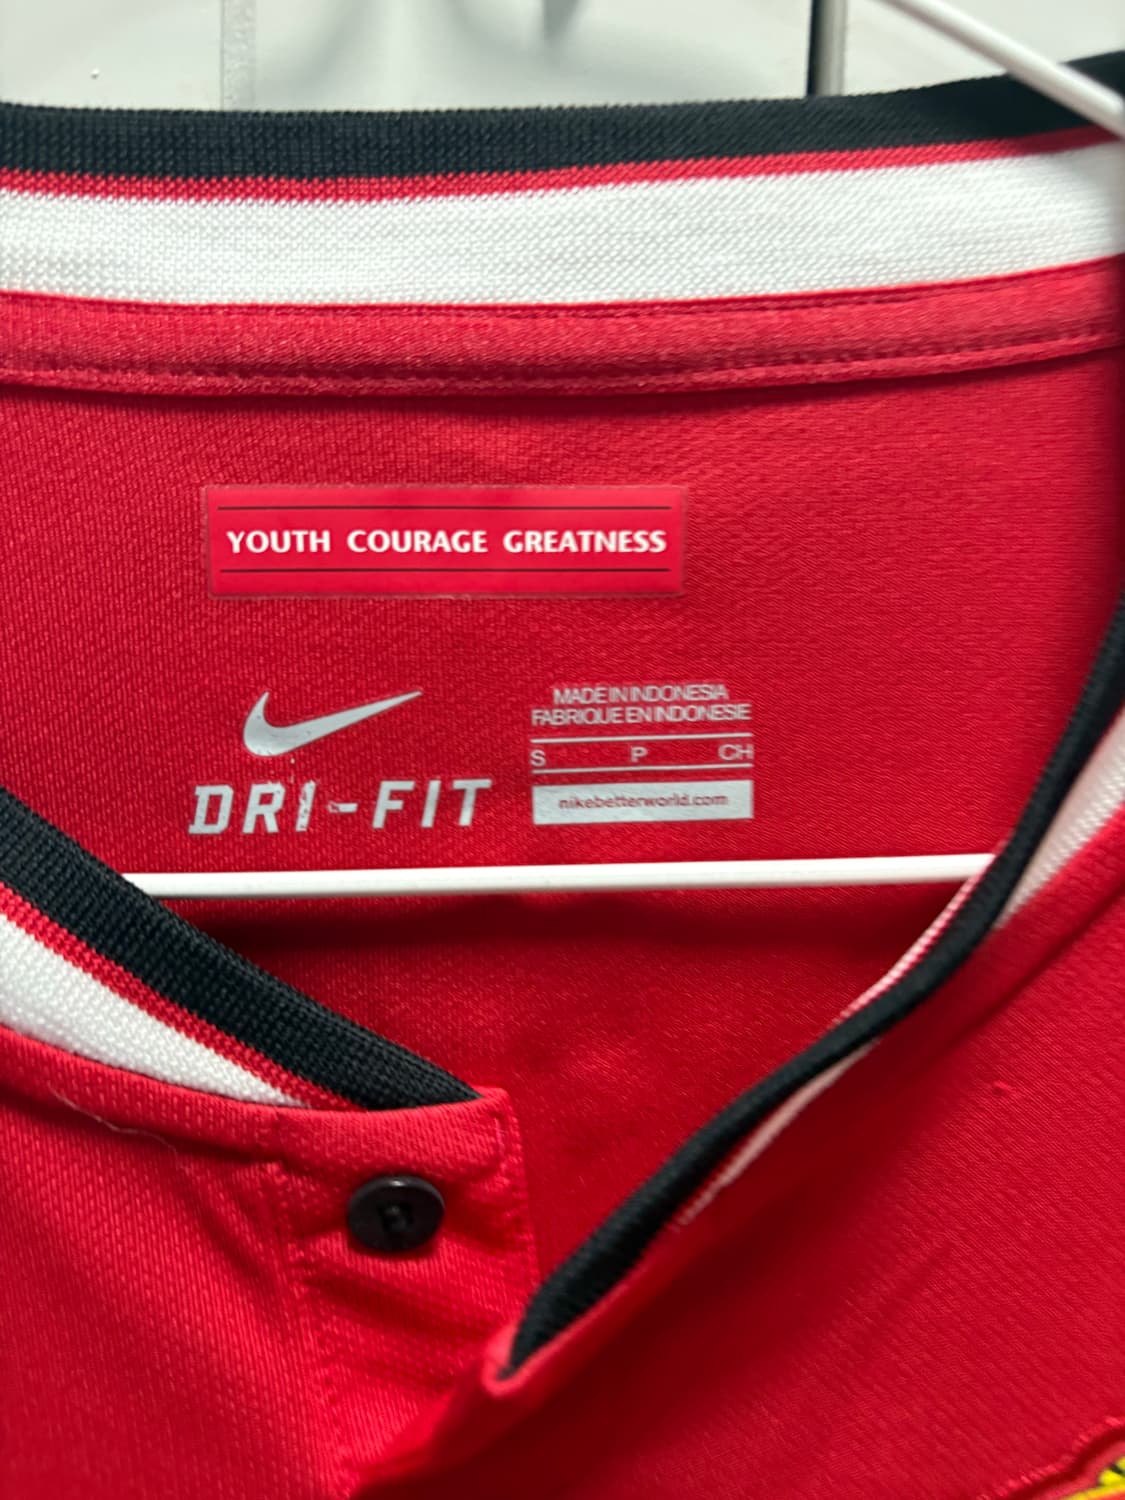 YOUTH COURAGE GREATNESS
DRI-FIT
MADE IN INDONESIA
FABRIQUE EN INDONESIE
S P CH
nikebetterworld.com